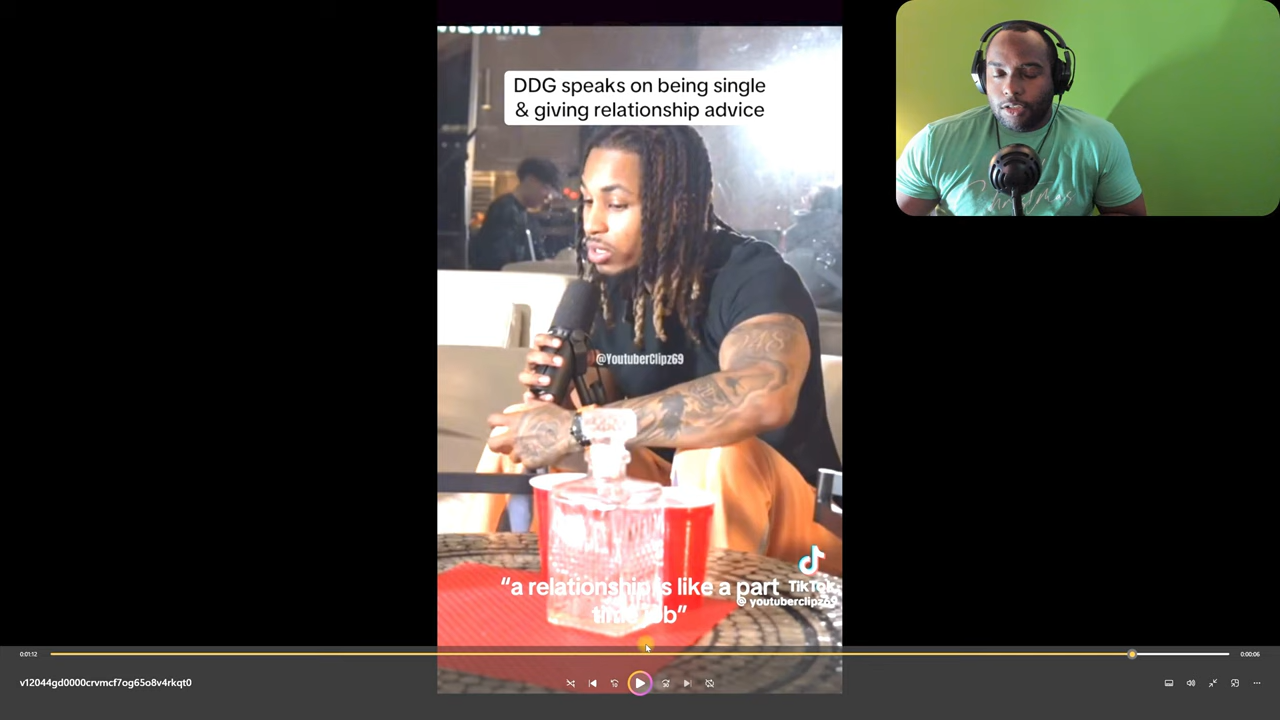 DDG speaks on being single
& giving relationship advice
@YoutuberClipz69
"a relationship is like a part
time job"
TikTok
@ youtuberclipz69
0:01:12
0:00:06
v12044gd0000crvmcf7og65o8v4rkqt0